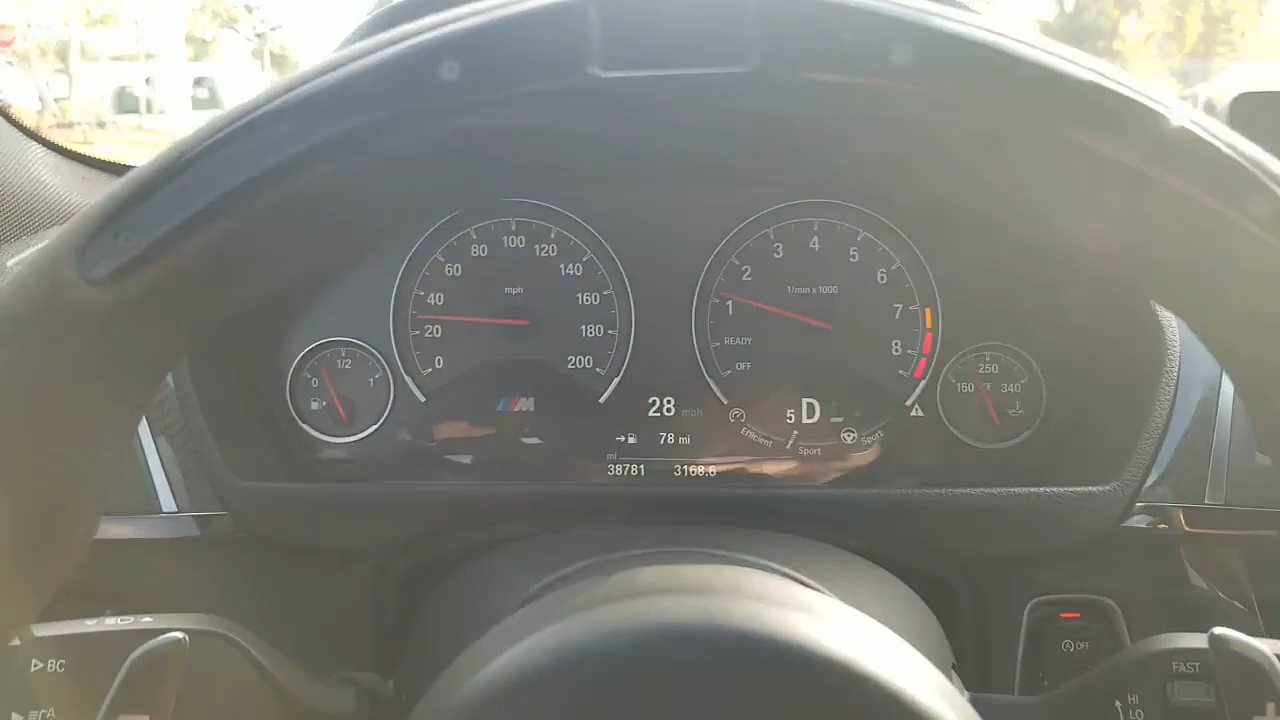 0 20 40 60 80 100 120 140 160 180 200
mph
OFF READY 1 2 3 4 5 6 7 8
1/min x 1000
0 1/2 1
160 250 340
°F
M
28 mph
5 D
78 mi
Efficient
Sport
Sport
mi
38781 3168.6
BC
A OFF
FAST
HI
LO